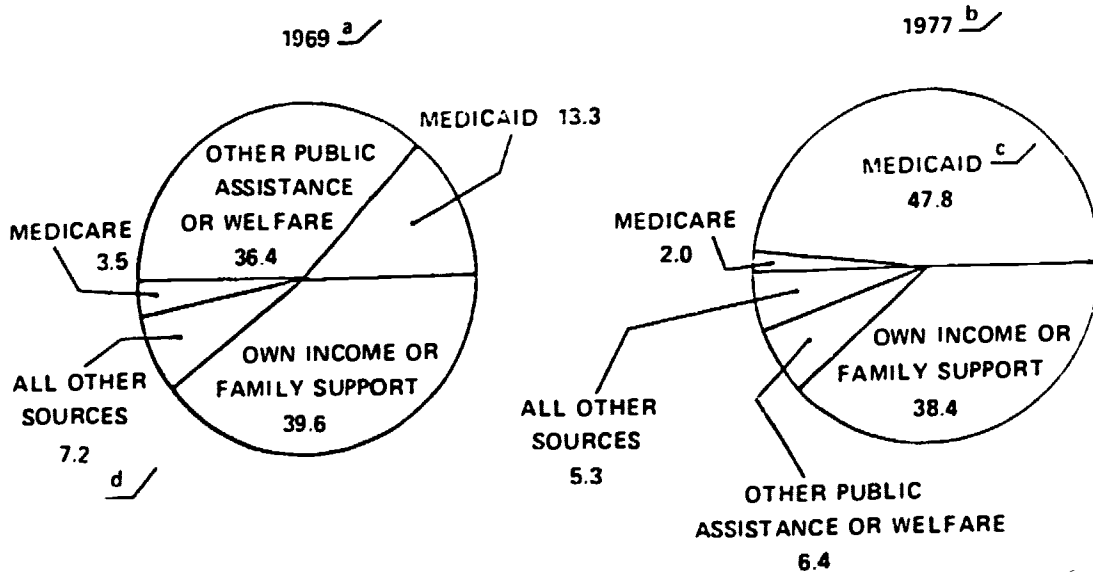 1969 a/
MEDICAID 13.3
OTHER PUBLIC
ASSISTANCE
OR WELFARE
36.4
MEDICARE
3.5
ALL OTHER
SOURCES
7.2
d/
OWN INCOME OR
FAMILY SUPPORT
39.6
1977 b/
MEDICAID c/
47.8
MEDICARE
2.0
ALL OTHER
SOURCES
5.3
OWN INCOME OR
FAMILY SUPPORT
38.4
OTHER PUBLIC
ASSISTANCE OR WELFARE
6.4